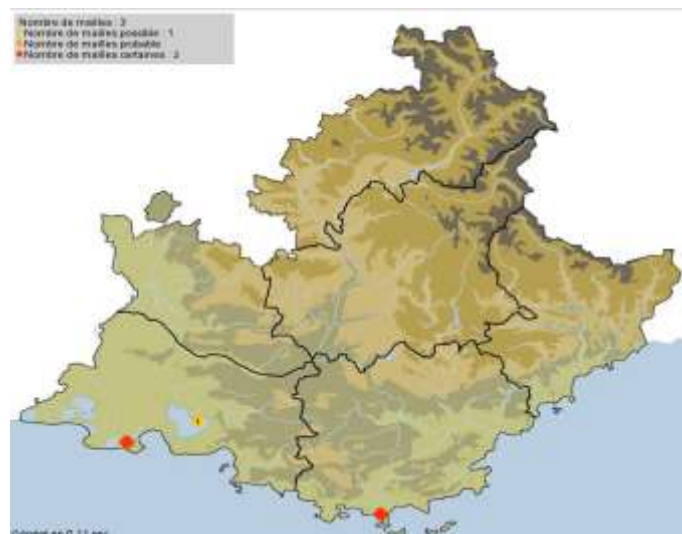 Nombre de mailles : 3
Nombre de mailles possible : 1
Nombre de mailles probable
Nombre de mailles certaines : 2